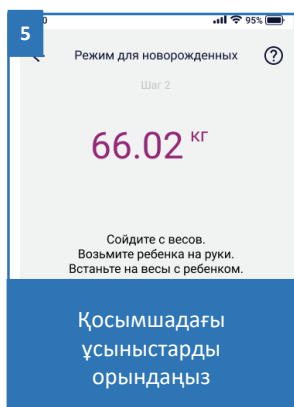 5
95%
Режим для новорожденных
?
Шаг 2
66.02 кг
Сойдите с весов.
Возьмите ребенка на руки.
Встаньте на весы с ребенком.
Қосымшадағы
ұсыныстарды
орындаңыз